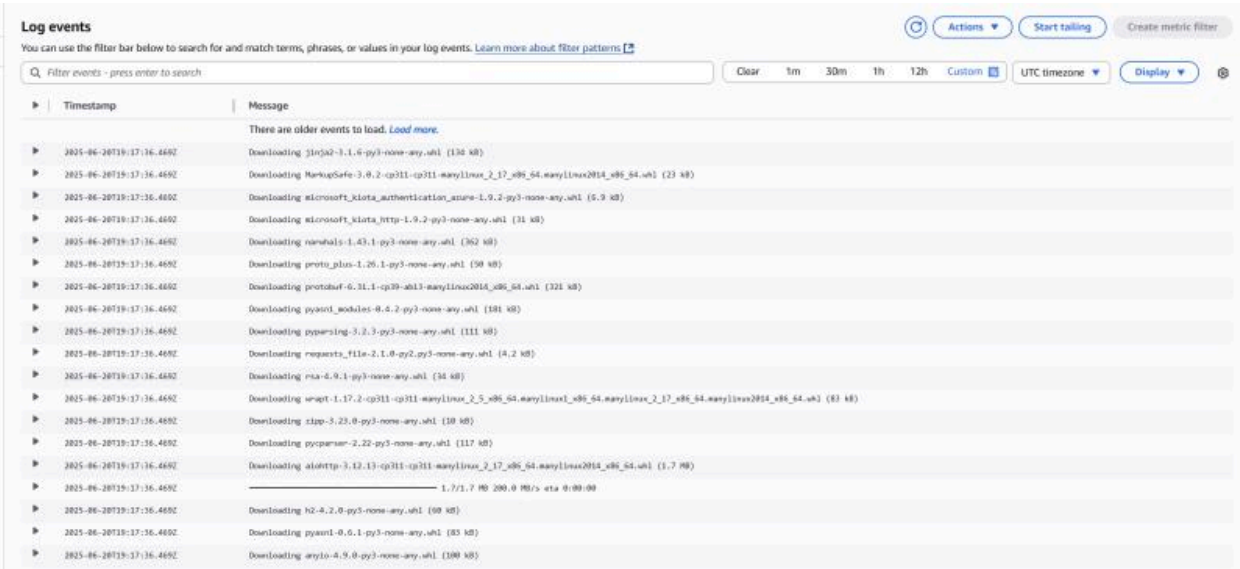 Log events
Actions ▼
Start tailing
Create metric filter
You can use the filter bar below to search for and match terms, phrases, or values in your log events. Learn more about filter patterns
Filter events - press enter to search
Clear 1m 30m 1h 12h Custom UTC timezone ▼ Display ▼
Timestamp Message
There are older events to load. Load more.
2025-06-20T19:17:36.469Z Downloading jinja2-3.1.6-py3-none-any.whl (134 kB)
2025-06-20T19:17:36.469Z Downloading MarkupSafe-3.0.2-cp311-cp311-manylinux_2_17_x86_64.manylinux2014_x86_64.whl (23 kB)
2025-06-20T19:17:36.469Z Downloading microsoft_kiota_authentication_azure-1.9.2-py3-none-any.whl (6.9 kB)
2025-06-20T19:17:36.469Z Downloading microsoft_kiota_http-1.9.2-py3-none-any.whl (31 kB)
2025-06-20T19:17:36.469Z Downloading narwhals-1.43.1-py3-none-any.whl (362 kB)
2025-06-20T19:17:36.469Z Downloading proto_plus-1.26.1-py3-none-any.whl (50 kB)
2025-06-20T19:17:36.469Z Downloading protobuf-6.31.1-cp39-abi3-manylinux2014_x86_64.whl (321 kB)
2025-06-20T19:17:36.469Z Downloading pyasn1_modules-0.4.2-py3-none-any.whl (181 kB)
2025-06-20T19:17:36.469Z Downloading pyparsing-3.2.3-py3-none-any.whl (111 kB)
2025-06-20T19:17:36.469Z Downloading requests_file-2.1.0-py2.py3-none-any.whl (4.2 kB)
2025-06-20T19:17:36.469Z Downloading rsa-4.9.1-py3-none-any.whl (34 kB)
2025-06-20T19:17:36.469Z Downloading wrapt-1.17.2-cp311-cp311-manylinux_2_5_x86_64.manylinux1_x86_64.manylinux_2_17_x86_64.manylinux2014_x86_64.whl (83 kB)
2025-06-20T19:17:36.469Z Downloading zipp-3.23.0-py3-none-any.whl (10 kB)
2025-06-20T19:17:36.469Z Downloading pycparser-2.22-py3-none-any.whl (117 kB)
2025-06-20T19:17:36.469Z Downloading aiohttp-3.12.13-cp311-cp311-manylinux_2_17_x86_64.manylinux2014_x86_64.whl (1.7 MB)
2025-06-20T19:17:36.469Z 1.7/1.7 MB 200.0 MB/s eta 0:00:00
2025-06-20T19:17:36.469Z Downloading h2-4.2.0-py3-none-any.whl (60 kB)
2025-06-20T19:17:36.469Z Downloading pyasn1-0.6.1-py3-none-any.whl (83 kB)
2025-06-20T19:17:36.469Z Downloading anyio-4.9.0-py3-none-any.whl (100 kB)